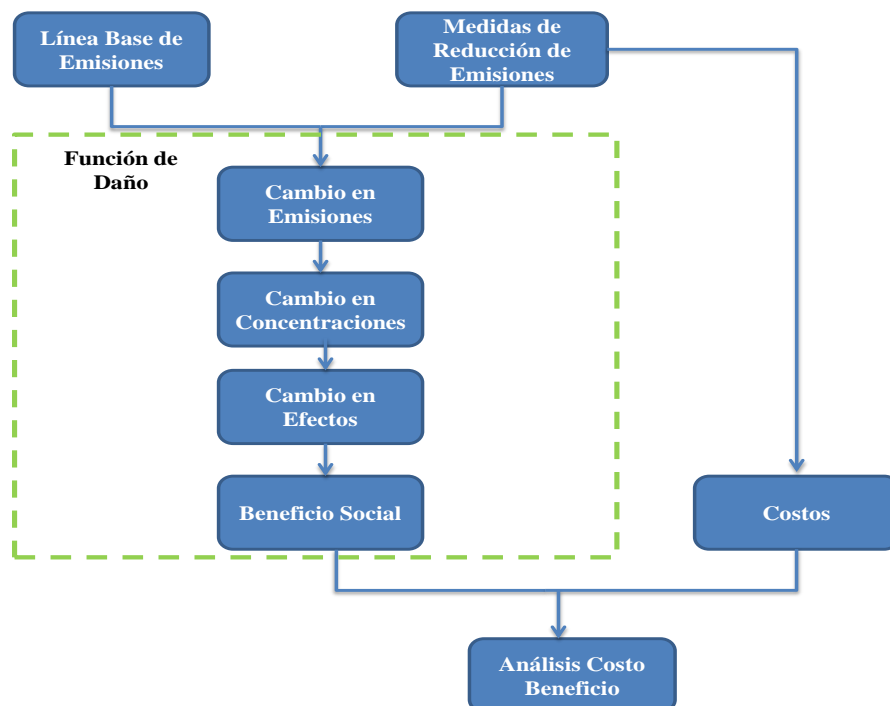 Línea Base de
Emisiones
Medidas de
Reducción de
Emisiones
Función de
Daño
Cambio en
Emisiones
Cambio en
Concentraciones
Cambio en
Efectos
Beneficio Social
Costos
Análisis Costo
Beneficio